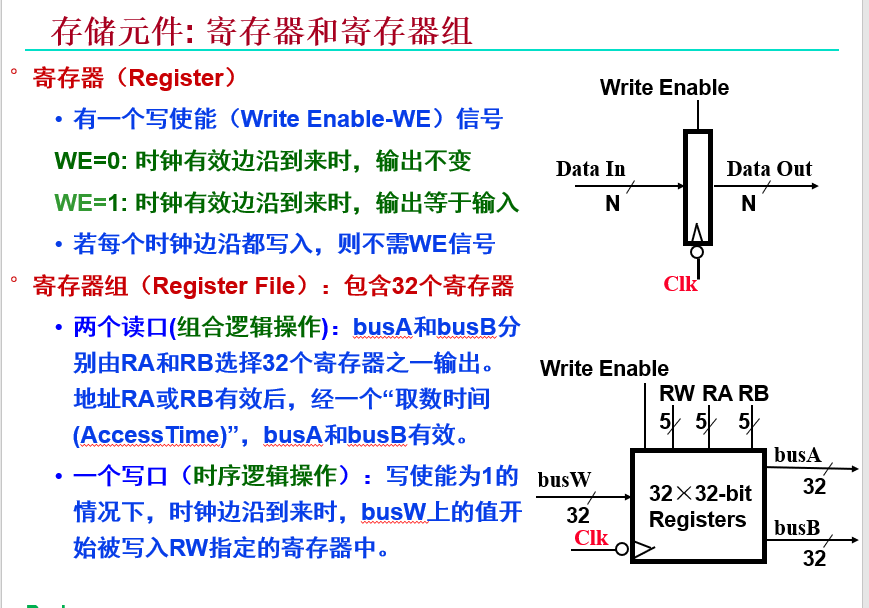 存储元件: 寄存器和寄存器组
° 寄存器（Register）
• 有一个写使能（Write Enable-WE）信号
WE=0: 时钟有效边沿到来时，输出不变
WE=1: 时钟有效边沿到来时，输出等于输入
• 若每个时钟边沿都写入，则不需WE信号
° 寄存器组（Register File）：包含32个寄存器
• 两个读口(组合逻辑操作)：busA和busB分
别由RA和RB选择32个寄存器之一输出。
地址RA或RB有效后，经一个“取数时间
(AccessTime)”，busA和busB有效。
• 一个写口（时序逻辑操作）：写使能为1的
情况下，时钟边沿到来时，busW上的值开
始被写入RW指定的寄存器中。
Write Enable
Data In
Data Out
N
N
Clk
Write Enable
RW RA RB
5 5 5
busW
32
Clk
32×32-bit
Registers
busA
32
busB
32